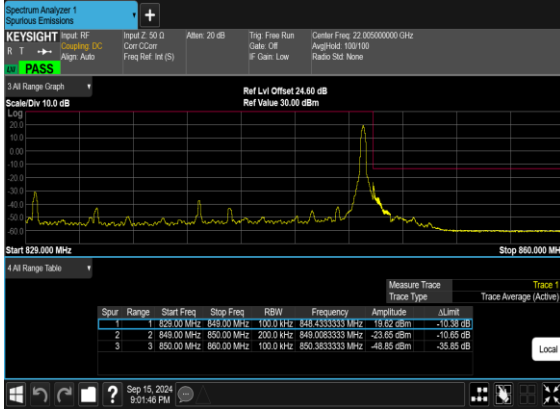 Spectrum Analyzer 1
Spurious Emissions
KEYSIGHT Input: RF Input Z: 50 Ω Atten: 20 dB Trig: Free Run Center Freq: 22.005000000 GHz
R T Coupling: DC Corr CCorr Gate: Off Avg|Hold: 100/100
Align: Auto Freq Ref: Int (S) IF Gain: Low Radio Std: None
PASS
3 All Range Graph
Ref Lvl Offset 24.60 dB
Scale/Div 10.0 dB Ref Value 30.00 dBm
Log
20.0
10.0
0.00
-10.0
-20.0
-30.0
-40.0
-50.0
-60.0
Start 829.000 MHz Stop 860.000 MH
4 All Range Table
Measure Trace Trace 1
Trace Type Trace Average (Active)
Spur Range Start Freq Stop Freq RBW Frequency Amplitude ΔLimit
1 1 829.00 MHz 849.00 MHz 100.0 kHz 848.4333333 MHz 19.62 dBm -10.38 dB
2 2 849.00 MHz 850.00 MHz 200.0 kHz 849.0083333 MHz -23.65 dBm -10.65 dB
3 3 850.00 MHz 860.00 MHz 100.0 kHz 850.3833333 MHz -48.85 dBm -35.85 dB
Local
? Sep 15, 2024
9:01:46 PM